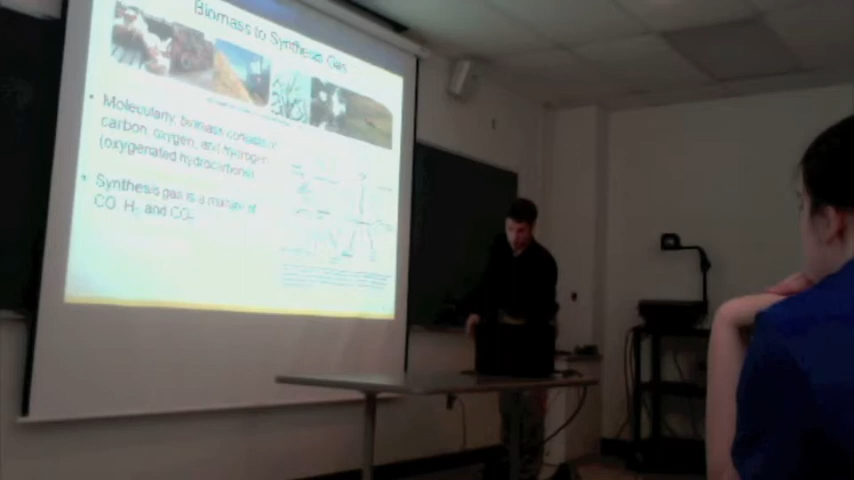 Biomass to Synthesis Gas
• Molecularly, biomass consists of
carbon, oxygen, and hydrogen
(oxygenated hydrocarbons)
• Synthesis gas is a mixture of
CO, H₂ and CO₂